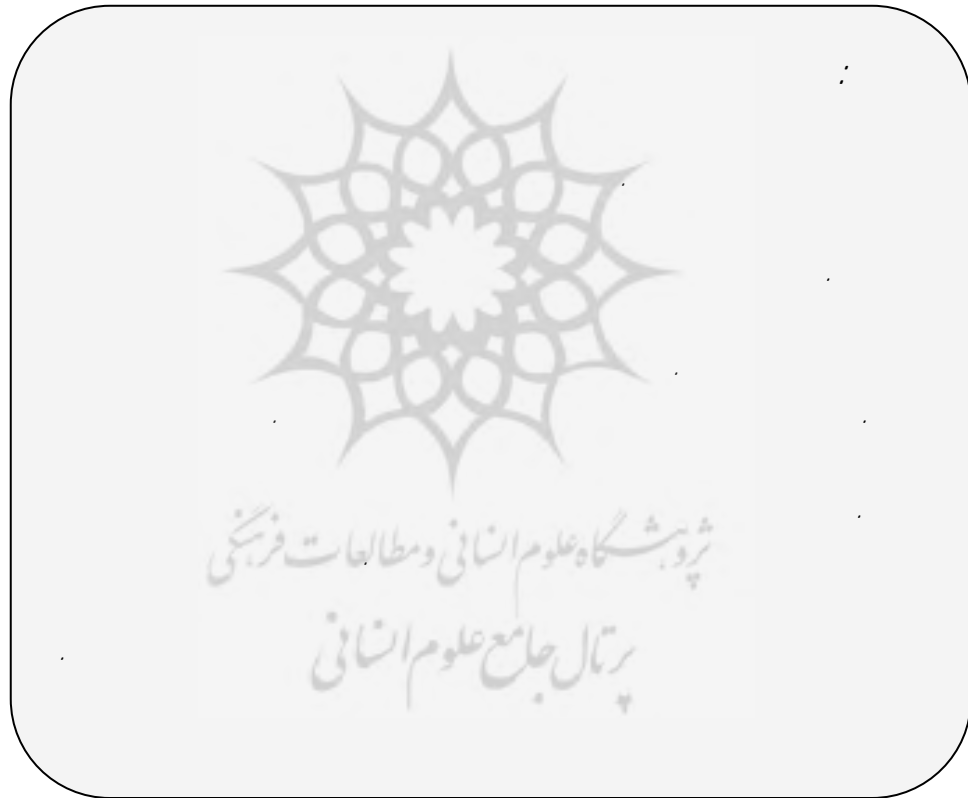 پژوهشگاه علوم انسانی و مطالعات فرهنگی
پرتال جامع علوم انسانی